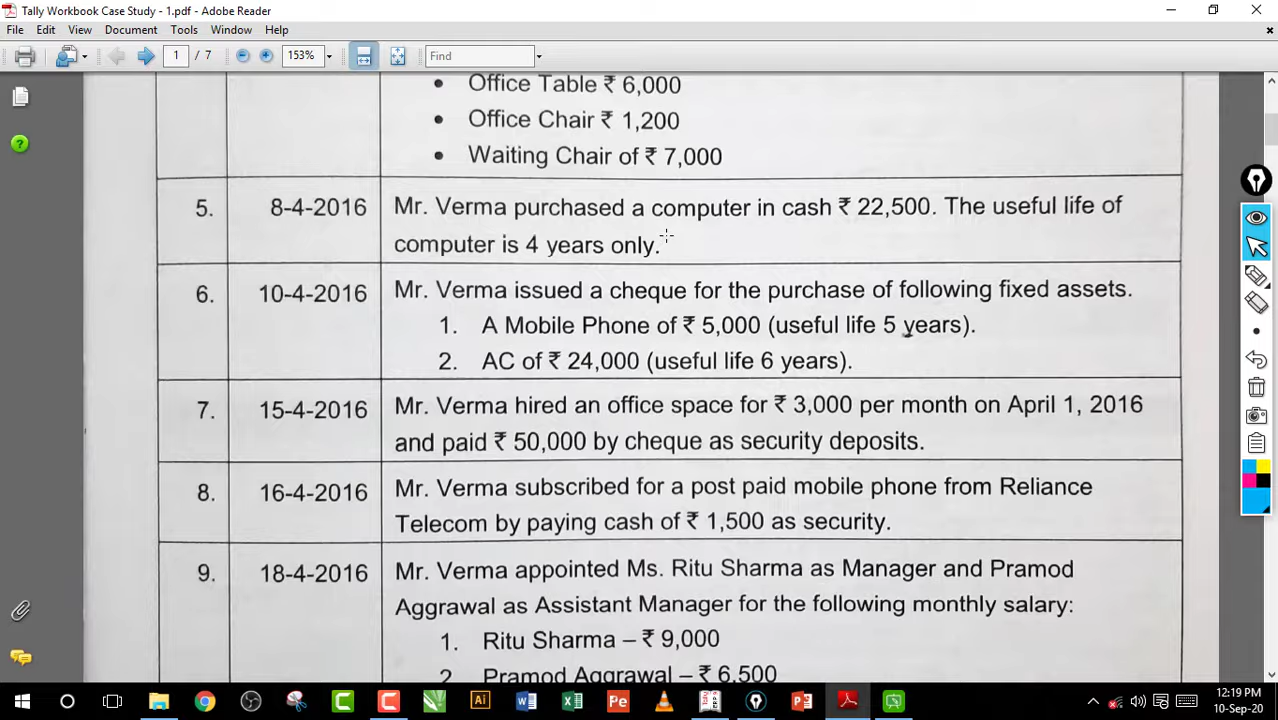 Tally Workbook Case Study - 1.pdf - Adobe Reader
File Edit View Document Tools Window Help
1 / 7 153% Find
• Office Table ₹ 6,000
• Office Chair ₹ 1,200
• Waiting Chair of ₹ 7,000
5. 8-4-2016 Mr. Verma purchased a computer in cash ₹ 22,500. The useful life of
computer is 4 years only.
6. 10-4-2016 Mr. Verma issued a cheque for the purchase of following fixed assets.
1. A Mobile Phone of ₹ 5,000 (useful life 5 years).
2. AC of ₹ 24,000 (useful life 6 years).
7. 15-4-2016 Mr. Verma hired an office space for ₹ 3,000 per month on April 1, 2016
and paid ₹ 50,000 by cheque as security deposits.
8. 16-4-2016 Mr. Verma subscribed for a post paid mobile phone from Reliance
Telecom by paying cash of ₹ 1,500 as security.
9. 18-4-2016 Mr. Verma appointed Ms. Ritu Sharma as Manager and Pramod
Aggrawal as Assistant Manager for the following monthly salary:
1. Ritu Sharma – ₹ 9,000
2. Pramod Aggrawal – ₹ 6,500
Ai Pe
12:19 PM
10-Sep-20